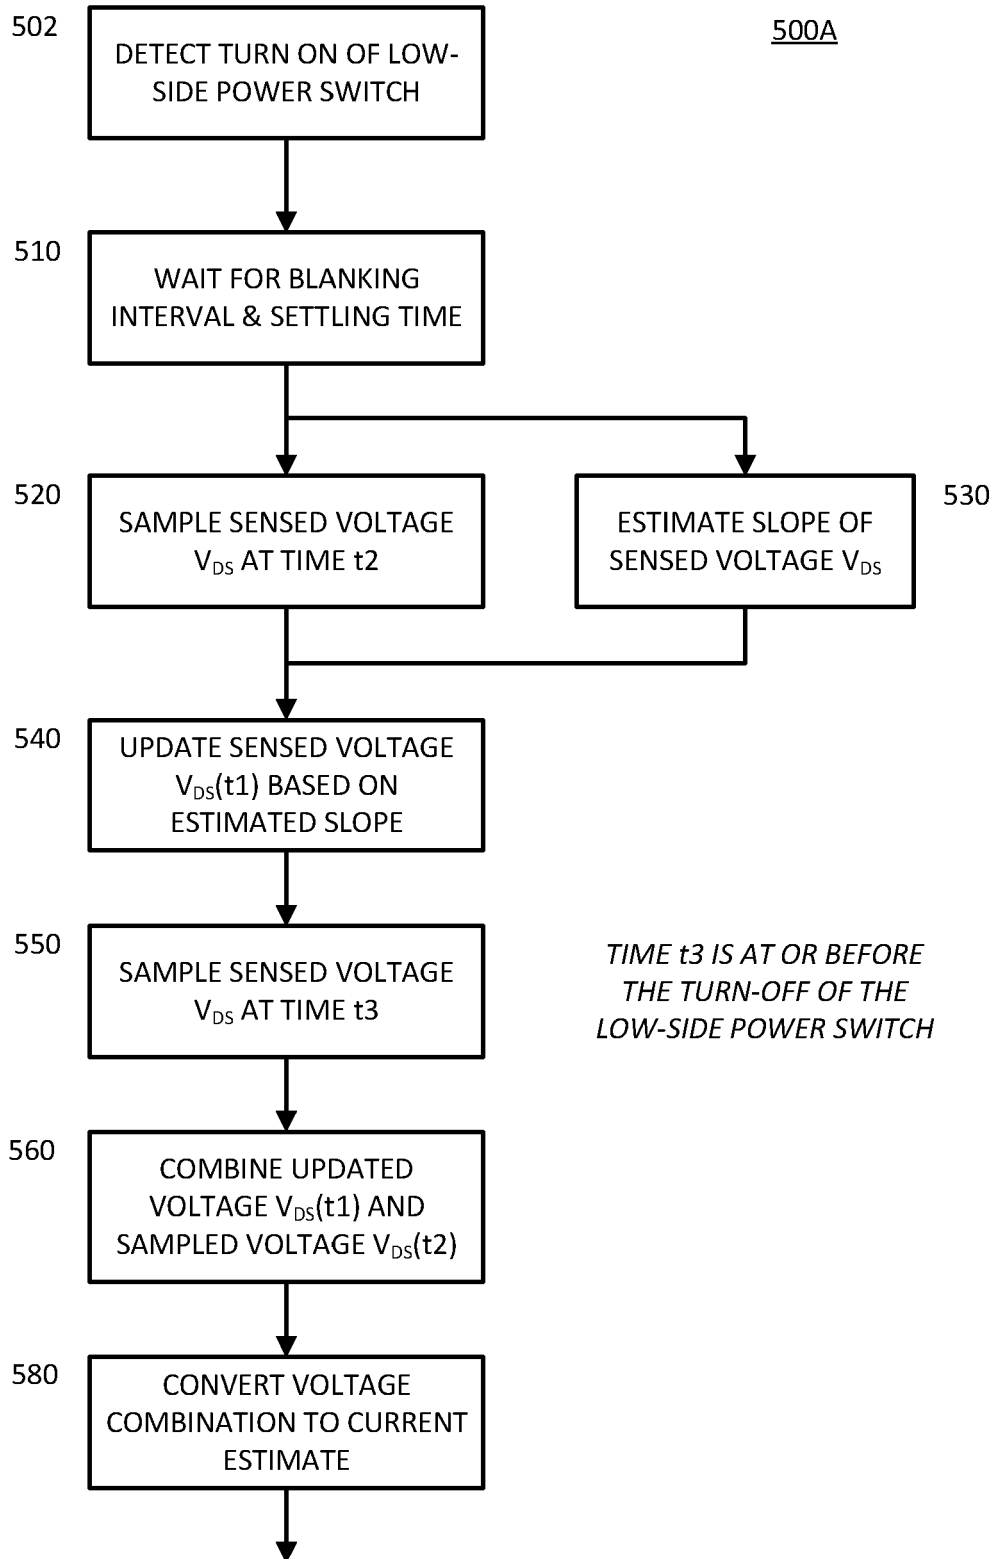 500A
502
DETECT TURN ON OF LOW-
SIDE POWER SWITCH
510
WAIT FOR BLANKING
INTERVAL & SETTLING TIME
520
SAMPLE SENSED VOLTAGE
VDS AT TIME t2
530
ESTIMATE SLOPE OF
SENSED VOLTAGE VDS
540
UPDATE SENSED VOLTAGE
VDS(t1) BASED ON
ESTIMATED SLOPE
550
SAMPLE SENSED VOLTAGE
VDS AT TIME t3
TIME t3 IS AT OR BEFORE
THE TURN-OFF OF THE
LOW-SIDE POWER SWITCH
560
COMBINE UPDATED
VOLTAGE VDS(t1) AND
SAMPLED VOLTAGE VDS(t2)
580
CONVERT VOLTAGE
COMBINATION TO CURRENT
ESTIMATE